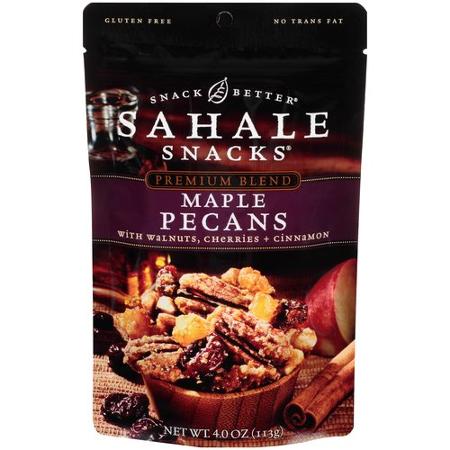 GLUTEN FREE NO TRANS FAT
SNACK BETTER®
SAHALE
SNACKS®
PREMIUM BLEND
MAPLE
PECANS
WITH WALNUTS, CHERRIES + CINNAMON
NET WT. 4.0 OZ (113g)